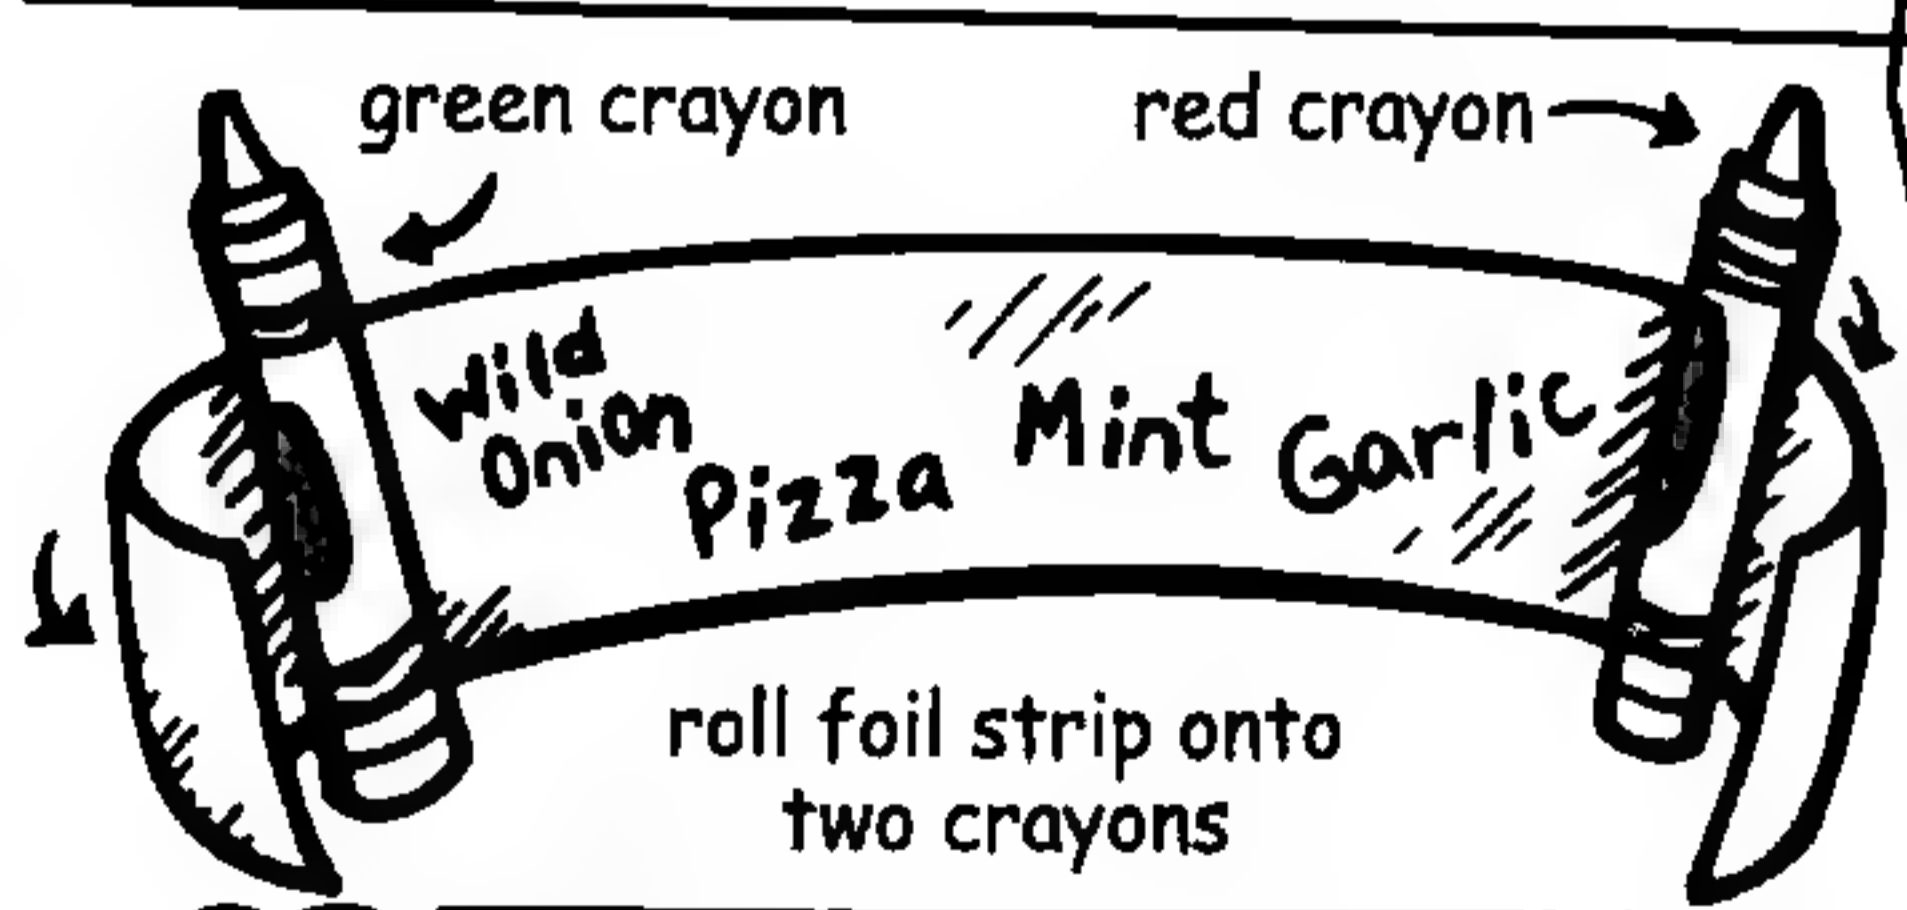 green crayon
red crayon
Wild
Onion
Pizza
Mint
Garlic
roll foil strip onto
two crayons